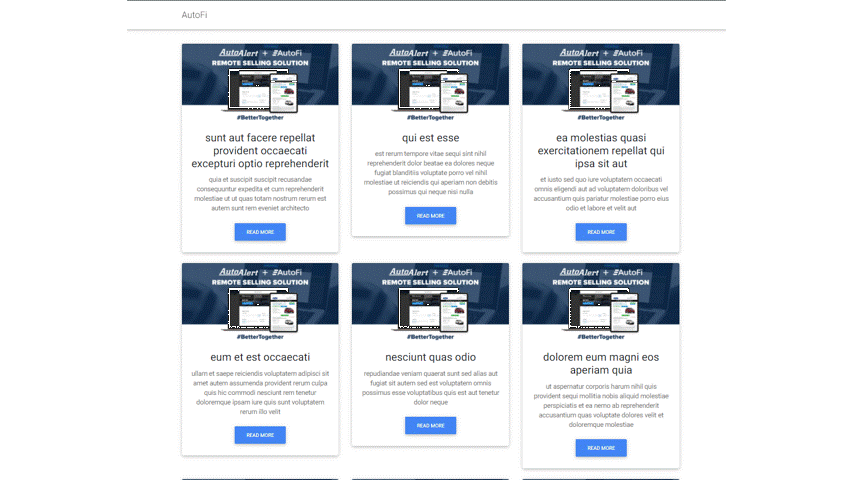 AutoFi
AutoAlert + AutoFi
REMOTE SELLING SOLUTION
#BetterTogether
sunt aut facere repellat
provident occaecati
excepturi optio reprehenderit
quia et suscipit suscipit recusandae
consequuntur expedita et cum reprehenderit
molestiae ut ut quas totam nostrum rerum est
autem sunt rem eveniet architecto
READ MORE
AutoAlert + AutoFi
REMOTE SELLING SOLUTION
#BetterTogether
qui est esse
est rerum tempore vitae sequi sint nihil
reprehenderit dolor beatae ea dolores neque
fugiat blanditiis voluptate porro vel nihil
molestiae ut reiciendis qui aperiam non debitis
possimus qui neque nisi nulla
READ MORE
AutoAlert + AutoFi
REMOTE SELLING SOLUTION
#BetterTogether
ea molestias quasi
exercitationem repellat qui
ipsa sit aut
et iusto sed quo iure voluptatem occaecati
omnis eligendi aut ad voluptatem doloribus vel
accusantium quis pariatur molestiae porro eius
odio et labore et velit aut
READ MORE
AutoAlert + AutoFi
REMOTE SELLING SOLUTION
#BetterTogether
eum et est occaecati
ullam et saepe reiciendis voluptatem adipisci sit
amet autem assumenda provident rerum culpa
quis hic commodi nesciunt rem tenetur
doloremque ipsam iure quis sunt voluptatem
rerum illo velit
READ MORE
AutoAlert + AutoFi
REMOTE SELLING SOLUTION
#BetterTogether
nesciunt quas odio
repudiandae veniam quaerat sunt sed alias aut
fugiat sit autem sed est voluptatem omnis
possimus esse voluptatibus quis est aut tenetur
dolor neque
READ MORE
AutoAlert + AutoFi
REMOTE SELLING SOLUTION
#BetterTogether
dolorem eum magni eos
aperiam quia
ut aspernatur corporis harum nihil quis
provident sequi mollitia nobis aliquid molestiae
perspiciatis et ea nemo ab reprehenderit
accusantium quas voluptate dolores velit et
doloremque molestiae
READ MORE